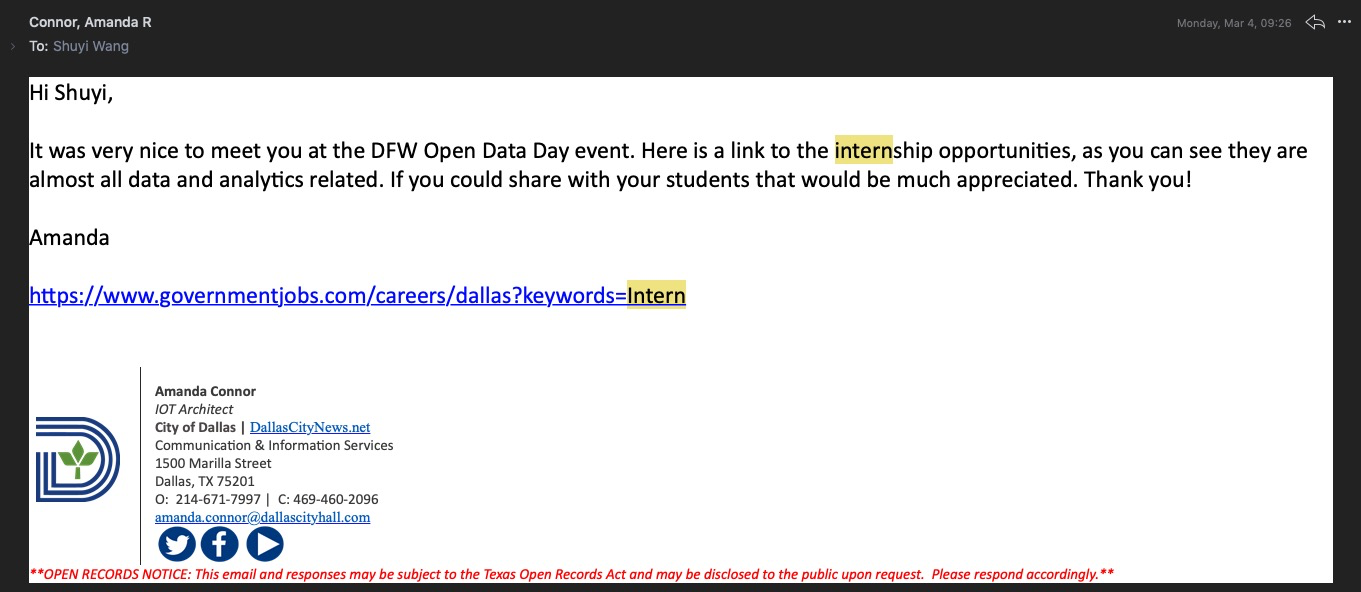 Connor, Amanda R
Monday, Mar 4, 09:26
To: Shuyi Wang
Hi Shuyi,
It was very nice to meet you at the DFW Open Data Day event. Here is a link to the internship opportunities, as you can see they are
almost all data and analytics related. If you could share with your students that would be much appreciated. Thank you!
Amanda
https://www.governmentjobs.com/careers/dallas?keywords=Intern
Amanda Connor
IOT Architect
City of Dallas | DallasCityNews.net
Communication & Information Services
1500 Marilla Street
Dallas, TX 75201
O:  214-671-7997 |  C: 469-460-2096
amanda.connor@dallascityhall.com
**OPEN RECORDS NOTICE: This email and responses may be subject to the Texas Open Records Act and may be disclosed to the public upon request.  Please respond accordingly.**